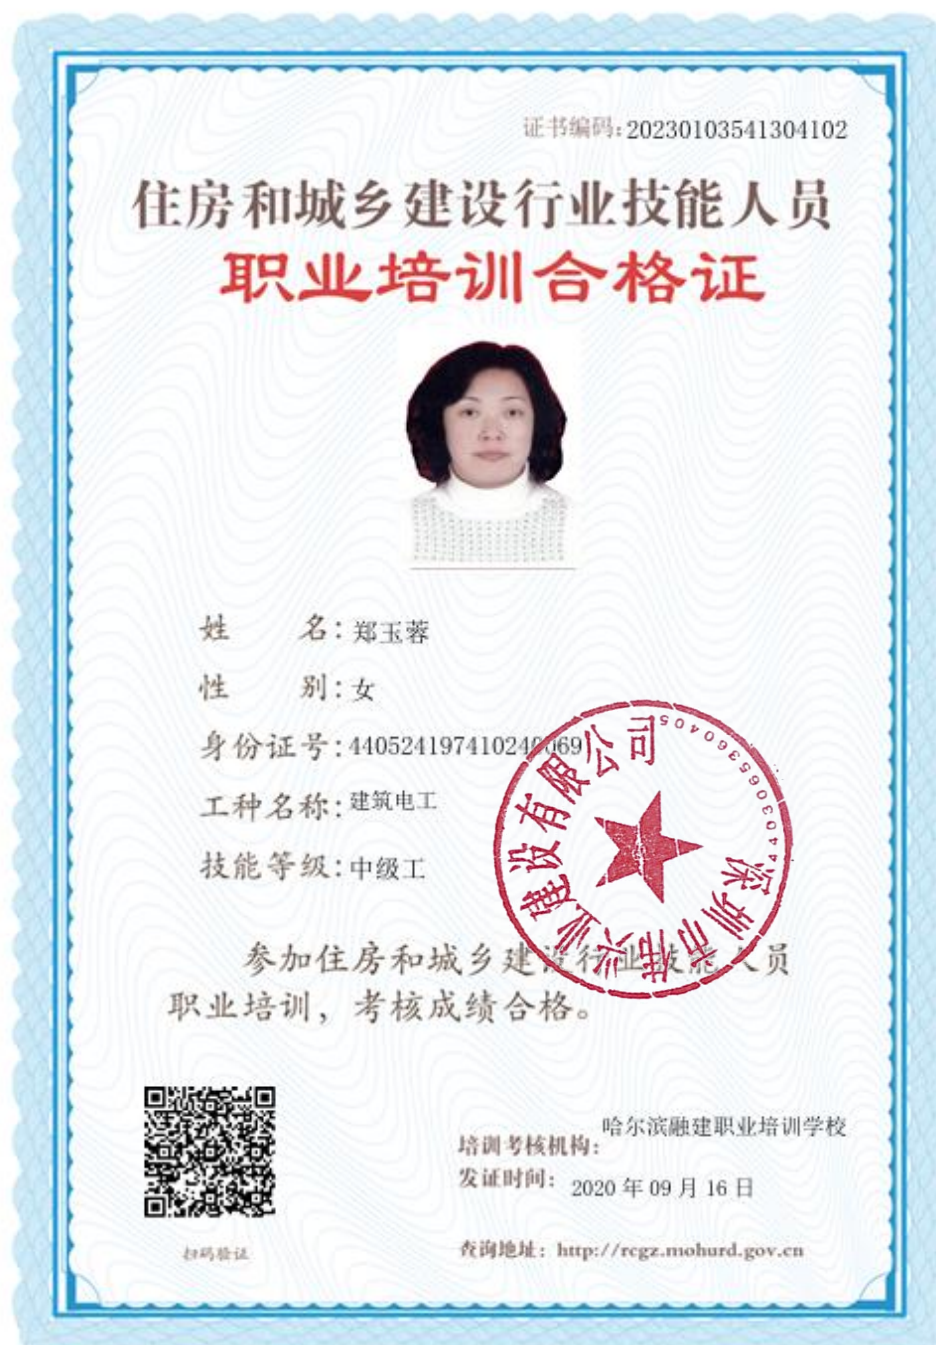 证书编码:20230103541304102
住房和城乡建设行业技能人员
职业培训合格证
姓 名:郑玉蓉
性 别:女
身份证号:440524197410240069
工种名称:建筑电工
技能等级:中级工
深圳市 兴业建设有限公司
参加住房和城乡建设行业技能人员
职业培训，考核成绩合格。
培训考核机构:哈尔滨融建职业培训学校
发证时间:2020 年 09 月 16 日
扫码验证
查询地址:http://rcgz.mohurd.gov.cn